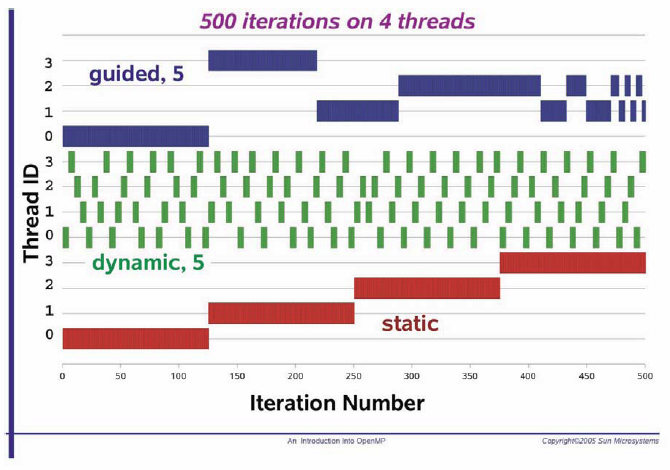 500 iterations on 4 threads
guided, 5
3
2
1
0
Thread ID
3
2
1
0
dynamic, 5
3
2
1
0
static
0 50 100 150 200 250 300 350 400 450 500
Iteration Number
An Introduction Into OpenMP
Copyright©2005 Sun Microsystems